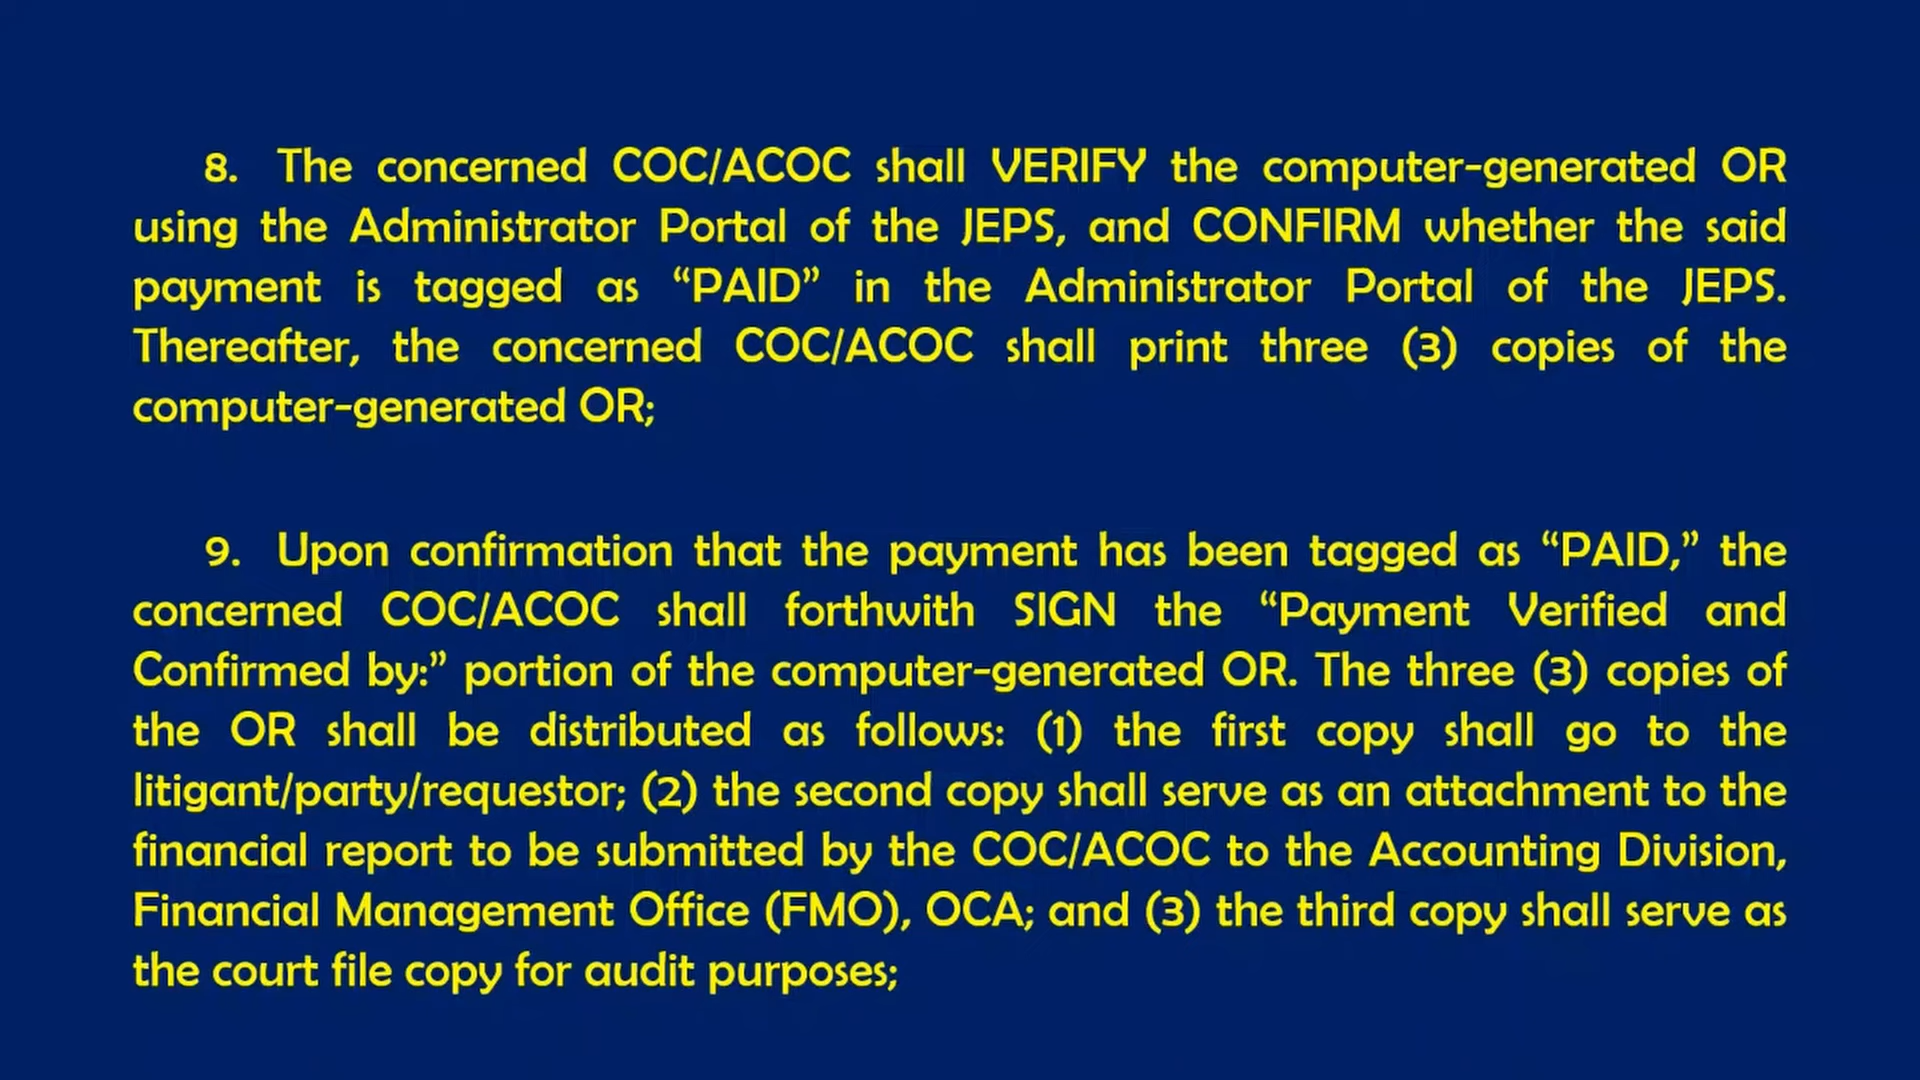 8. The concerned COC/ACOC shall VERIFY the computer-generated OR
using the Administrator Portal of the JEPS, and CONFIRM whether the said
payment is tagged as “PAID” in the Administrator Portal of the JEPS.
Thereafter, the concerned COC/ACOC shall print three (3) copies of the
computer-generated OR;
9. Upon confirmation that the payment has been tagged as “PAID,” the
concerned COC/ACOC shall forthwith SIGN the “Payment Verified and
Confirmed by:” portion of the computer-generated OR. The three (3) copies of
the OR shall be distributed as follows: (1) the first copy shall go to the
litigant/party/requestor; (2) the second copy shall serve as an attachment to the
financial report to be submitted by the COC/ACOC to the Accounting Division,
Financial Management Office (FMO), OCA; and (3) the third copy shall serve as
the court file copy for audit purposes;